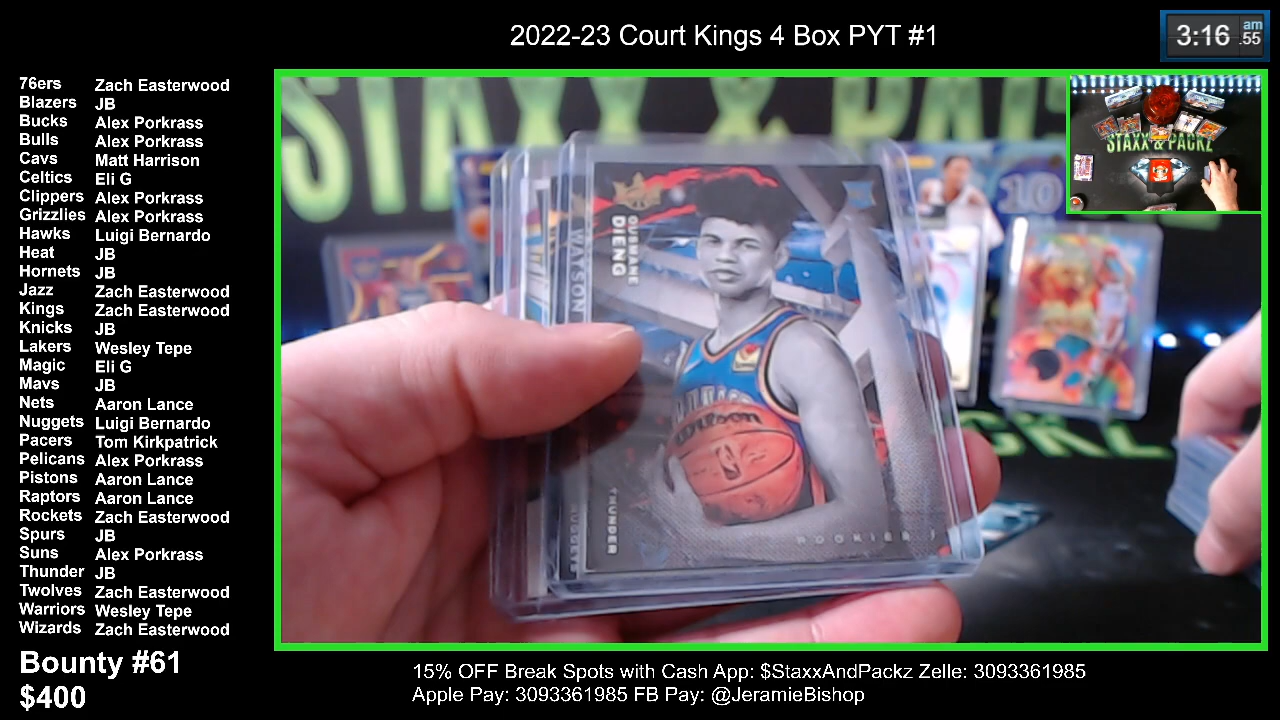 2022-23 Court Kings 4 Box PYT #1
3:16 .55 am
76ers Zach Easterwood
Blazers JB
Bucks Alex Porkrass
Bulls Alex Porkrass
Cavs Matt Harrison
Celtics Eli G
Clippers Alex Porkrass
Grizzlies Alex Porkrass
Hawks Luigi Bernardo
Heat JB
Hornets JB
Jazz Zach Easterwood
Kings Zach Easterwood
Knicks JB
Lakers Wesley Tepe
Magic Eli G
Mavs JB
Nets Aaron Lance
Nuggets Luigi Bernardo
Pacers Tom Kirkpatrick
Pelicans Alex Porkrass
Pistons Aaron Lance
Raptors Aaron Lance
Rockets Zach Easterwood
Spurs JB
Suns Alex Porkrass
Thunder JB
Twolves Zach Easterwood
Warriors Wesley Tepe
Wizards Zach Easterwood
Bounty #61
$400
STAXX & PACK
OUSMANE
DIENG
THUNDER
ROOKIES I
WATSON
Wilson
10
STAXX & PACKZ
15% OFF Break Spots with Cash App: $StaxxAndPackz Zelle: 3093361985
Apple Pay: 3093361985 FB Pay: @JeramieBishop